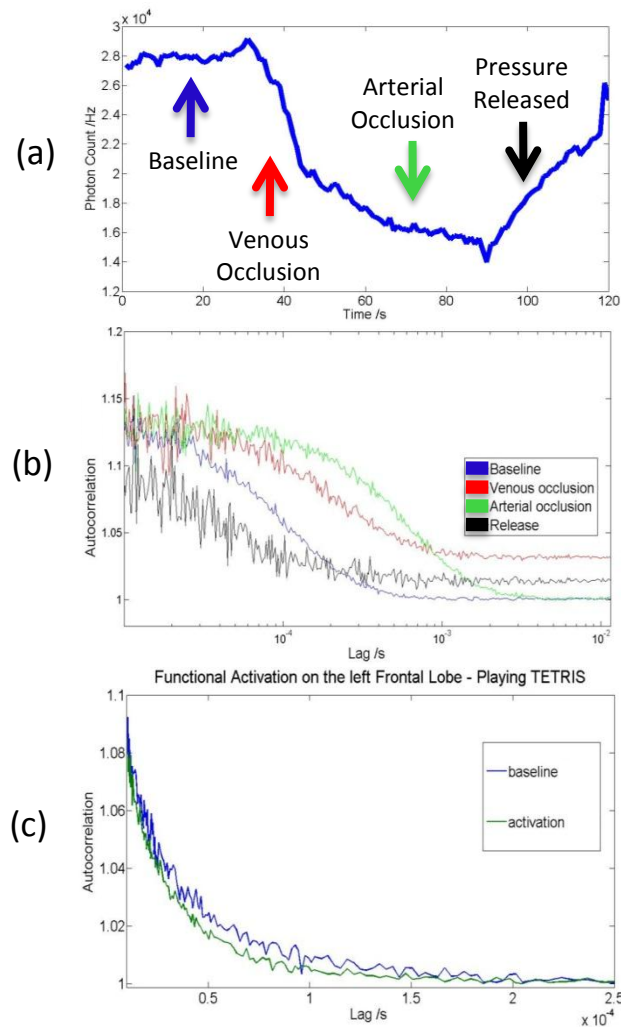 (a)
3 x 10⁴
2.8
2.6
2.4
2.2
2
1.8
1.6
1.4
1.2
Photon Count /Hz
Baseline
Venous
Occlusion
Arterial
Occlusion
Pressure
Released
0 20 40 60 80 100 120
Time /s
(b)
1.2
1.15
1.1
1.05
1
Autocorrelation
Baseline
Venous occlusion
Arterial occlusion
Release
10⁻⁴ 10⁻³ 10⁻²
Lag /s
Functional Activation on the left Frontal Lobe - Playing TETRIS
(c)
1.1
1.08
1.06
1.04
1.02
1
Autocorrelation
baseline
activation
0.5 1 1.5 2 2.5
Lag /s
x 10⁻⁴